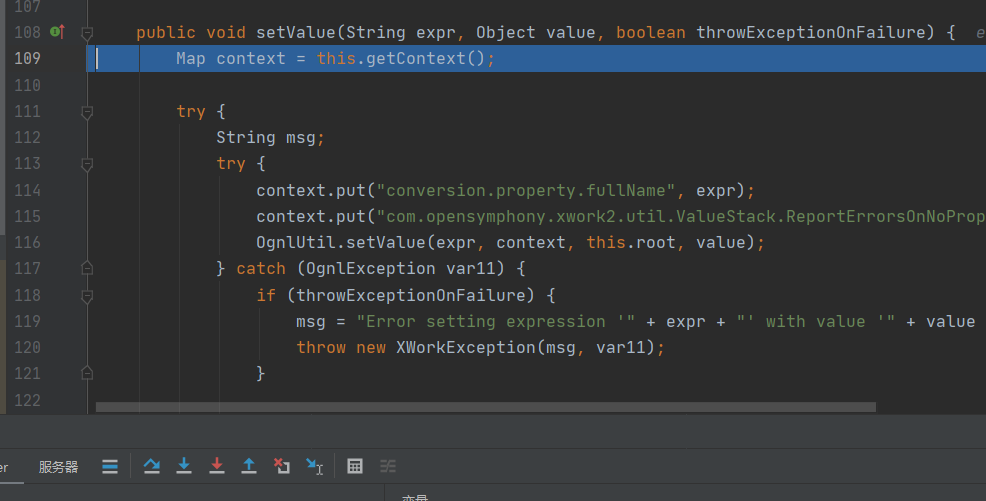 107
108 public void setValue(String expr, Object value, boolean throwExceptionOnFailure) {
109 Map context = this.getContext();
110
111 try {
112 String msg;
113 try {
114 context.put("conversion.property.fullName", expr);
115 context.put("com.opensymphony.xwork2.util.ValueStack.ReportErrorsOnNoProp
116 OgnlUtil.setValue(expr, context, this.root, value);
117 } catch (OgnlException var11) {
118 if (throwExceptionOnFailure) {
119 msg = "Error setting expression '" + expr + "' with value '" + value
120 throw new XWorkException(msg, var11);
121 }
122
er 服务器
变量